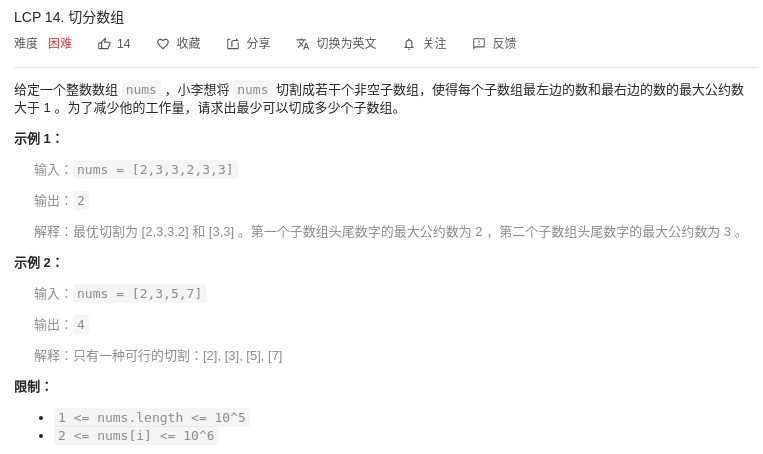 LCP 14. 切分数组
难度 困难 14 收藏 分享 切换为英文 关注 反馈
给定一个整数数组 nums ，小李想将 nums 切割成若干个非空子数组，使得每个子数组最左边的数和最右边的数的最大公约数
大于 1 。为了减少他的工作量，请求出最少可以切成多少个子数组。
示例 1：
输入：nums = [2,3,3,2,3,3]
输出：2
解释：最优切割为 [2,3,3,2] 和 [3,3] 。第一个子数组头尾数字的最大公约数为 2 ，第二个子数组头尾数字的最大公约数为 3 。
示例 2：
输入：nums = [2,3,5,7]
输出：4
解释：只有一种可行的切割：[2], [3], [5], [7]
限制：
1 <= nums.length <= 10^5
2 <= nums[i] <= 10^6